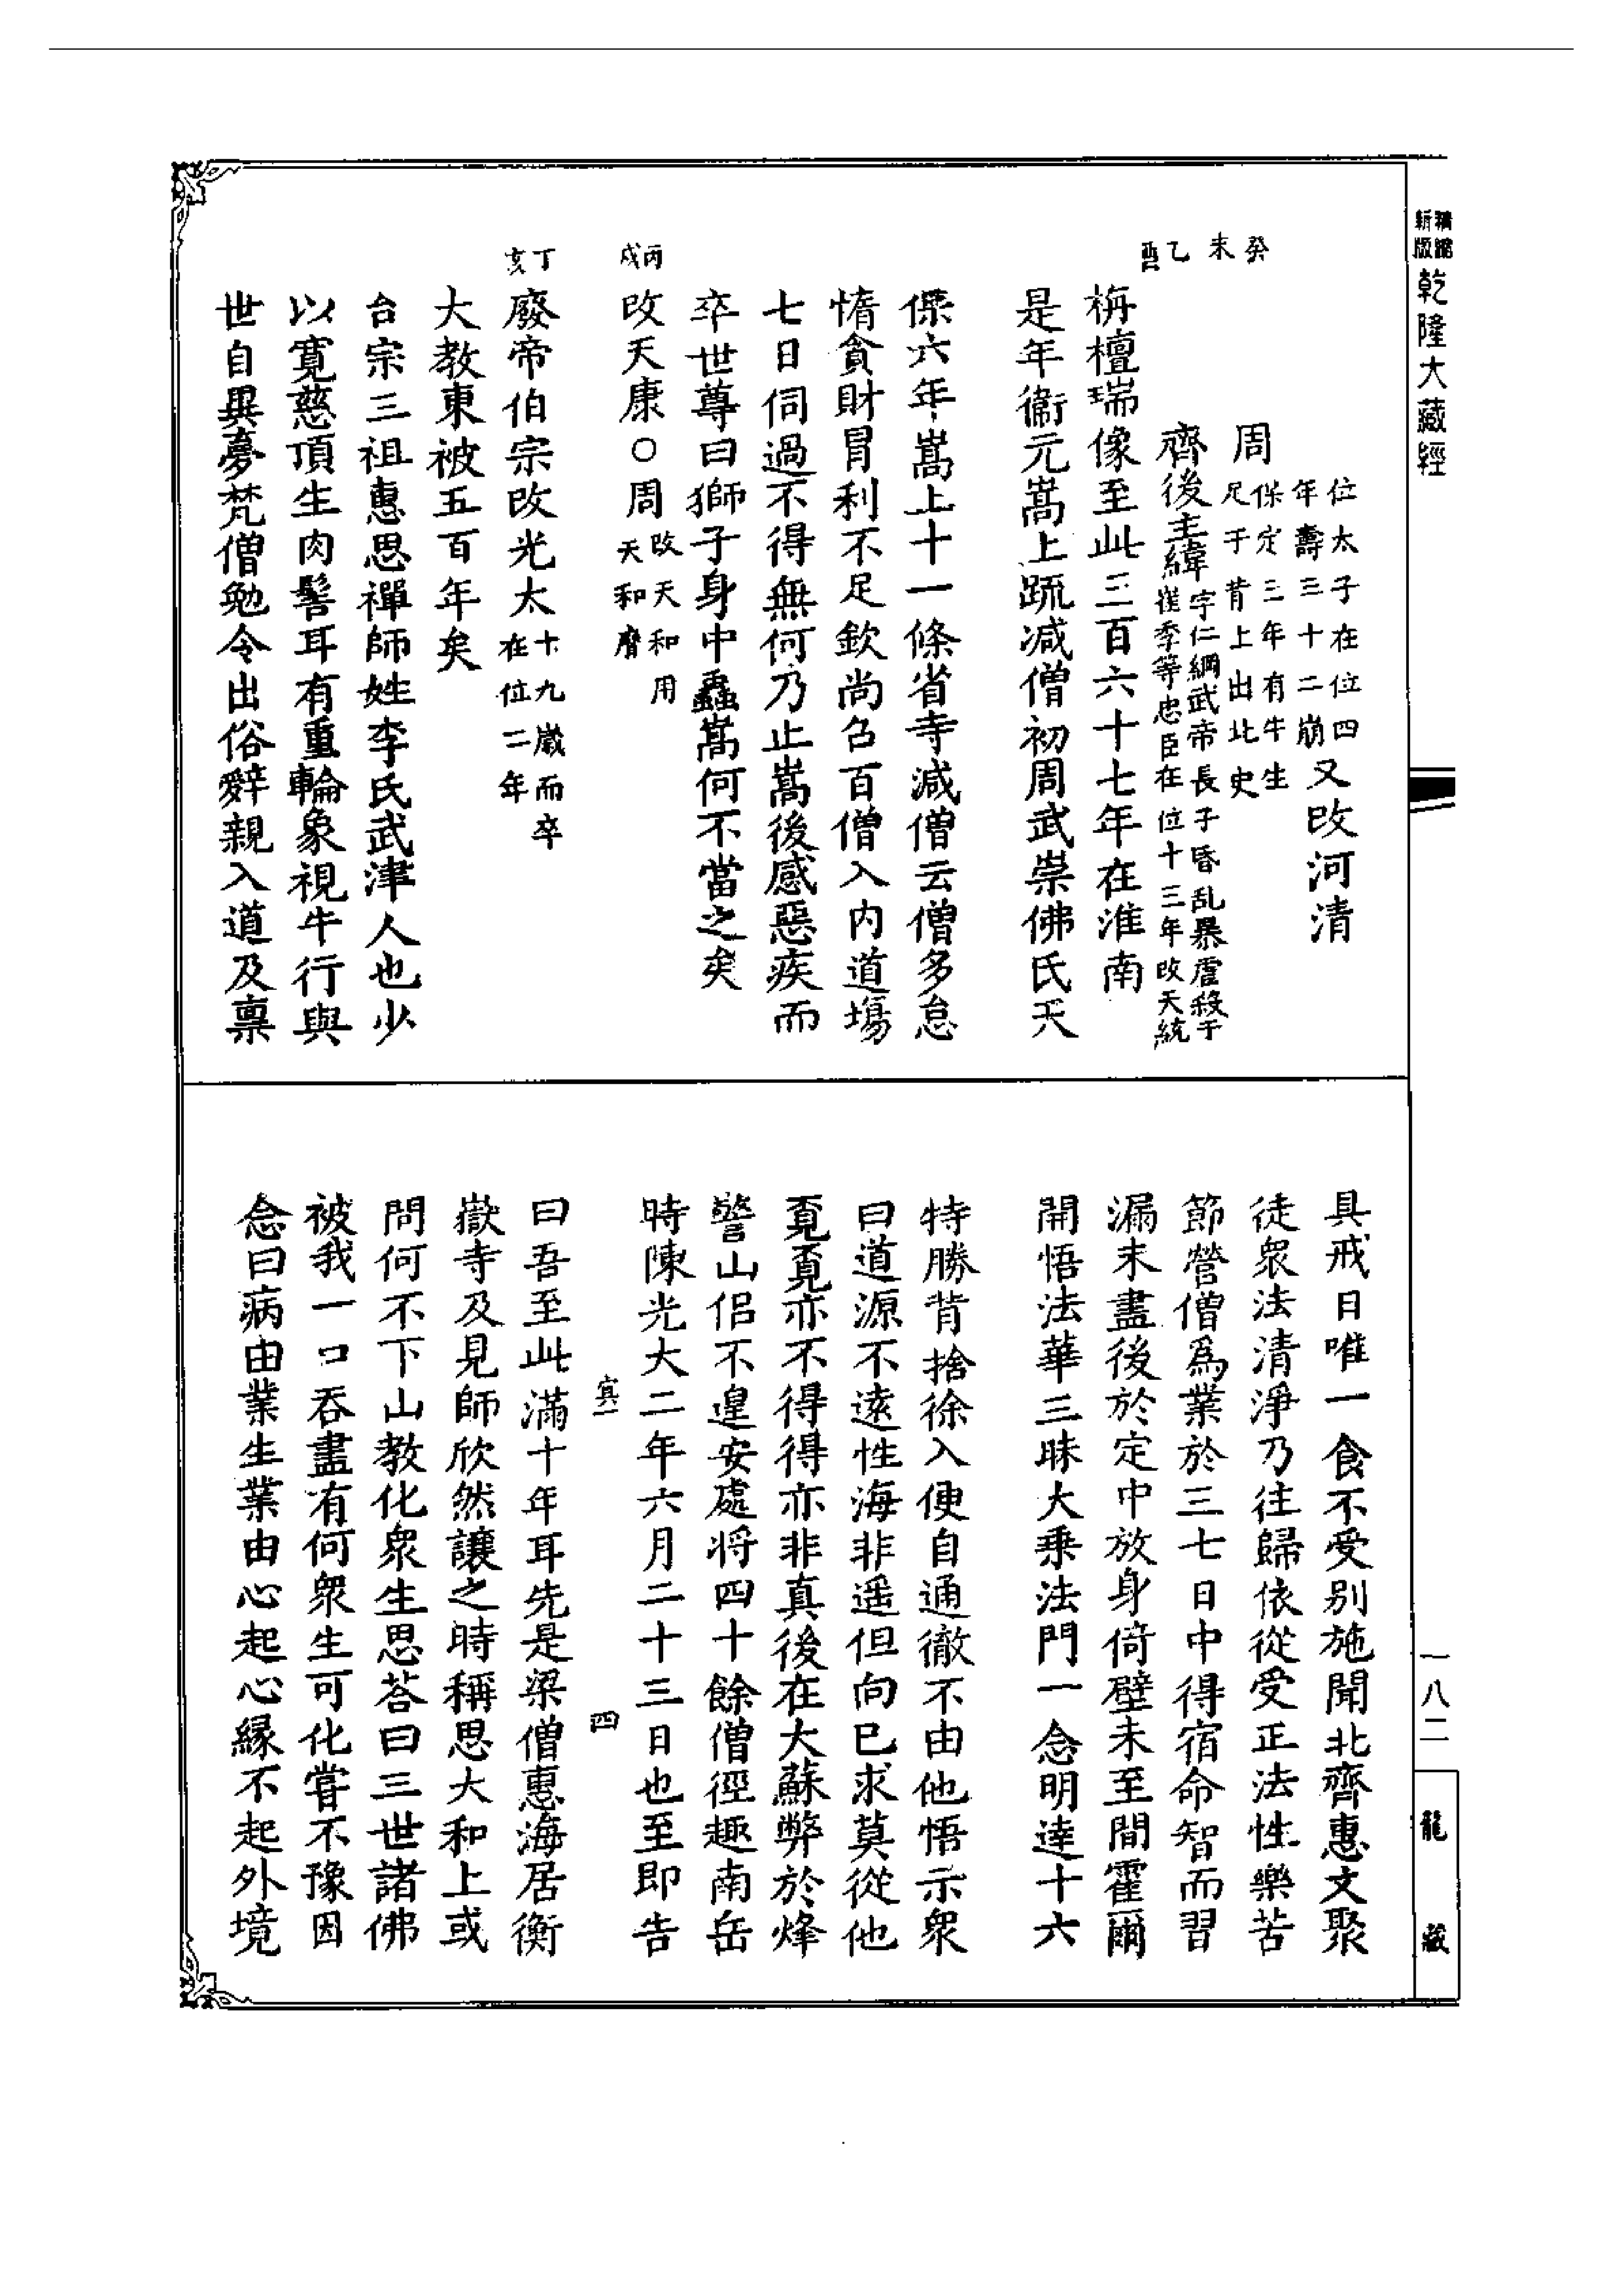 新版精縮
乾隆大藏經
位太子在位四
年壽三十二崩
又改河清
癸未
周
保定三年有牛生
足于背上出北史
乙酉
齊後主緯
字仁綱武帝長子昏乱暴虐殺于
崔季等忠臣在位十三年改天統
栴檀瑞像至此三百六十七年在淮南
是年衞元嵩上䟽减僧初周武崇佛氏天
保六年嵩上十一條省寺減僧云僧多怠
惰貪財冒利不足欽尚召百僧入内道塲
七日伺過不得無何乃止嵩後感惡疾而
卒世尊曰獅子身中蟲嵩何不當之矣
丙戌
改天康○周
改天和用
天和曆
丁亥
廢帝伯宗改光大
十九歲而卒
在位二年
大教東被五百年矣
台宗三祖惠思禪師姓李氏武津人也少
以寛慈頂生肉髻耳有重輪象視牛行與
世自異夢梵僧勉令出俗辭親入道及禀
具戒日唯一食不受别施聞北齊惠文聚
徒衆法清淨乃往歸依從受正法性樂苦
節營僧爲業於三七日中得宿命智而習
漏末盡後於定中放身倚壁未至間霍爾
開悟法華三昧大乗法門一念明達十六
特勝背捨徐入便自通徹不由他悟示衆
曰道源不遠性海非遥但向已求莫從他
覓覓亦不得得亦非真後在大蘇弊於烽
警山侣不遑安處将四十餘僧徑趣南岳
時陳光大二年六月二十三日也至即告
四
曰吾至此滿十年耳先是梁僧惠海居衡
嶽寺及見師欣然讓之時稱思大和上或
問何不下山教化衆生思荅曰三世諸佛
被我一口吞盡有何衆生可化甞不豫因
念曰病由業生業由心起心緣不起外境
一八二
龍藏